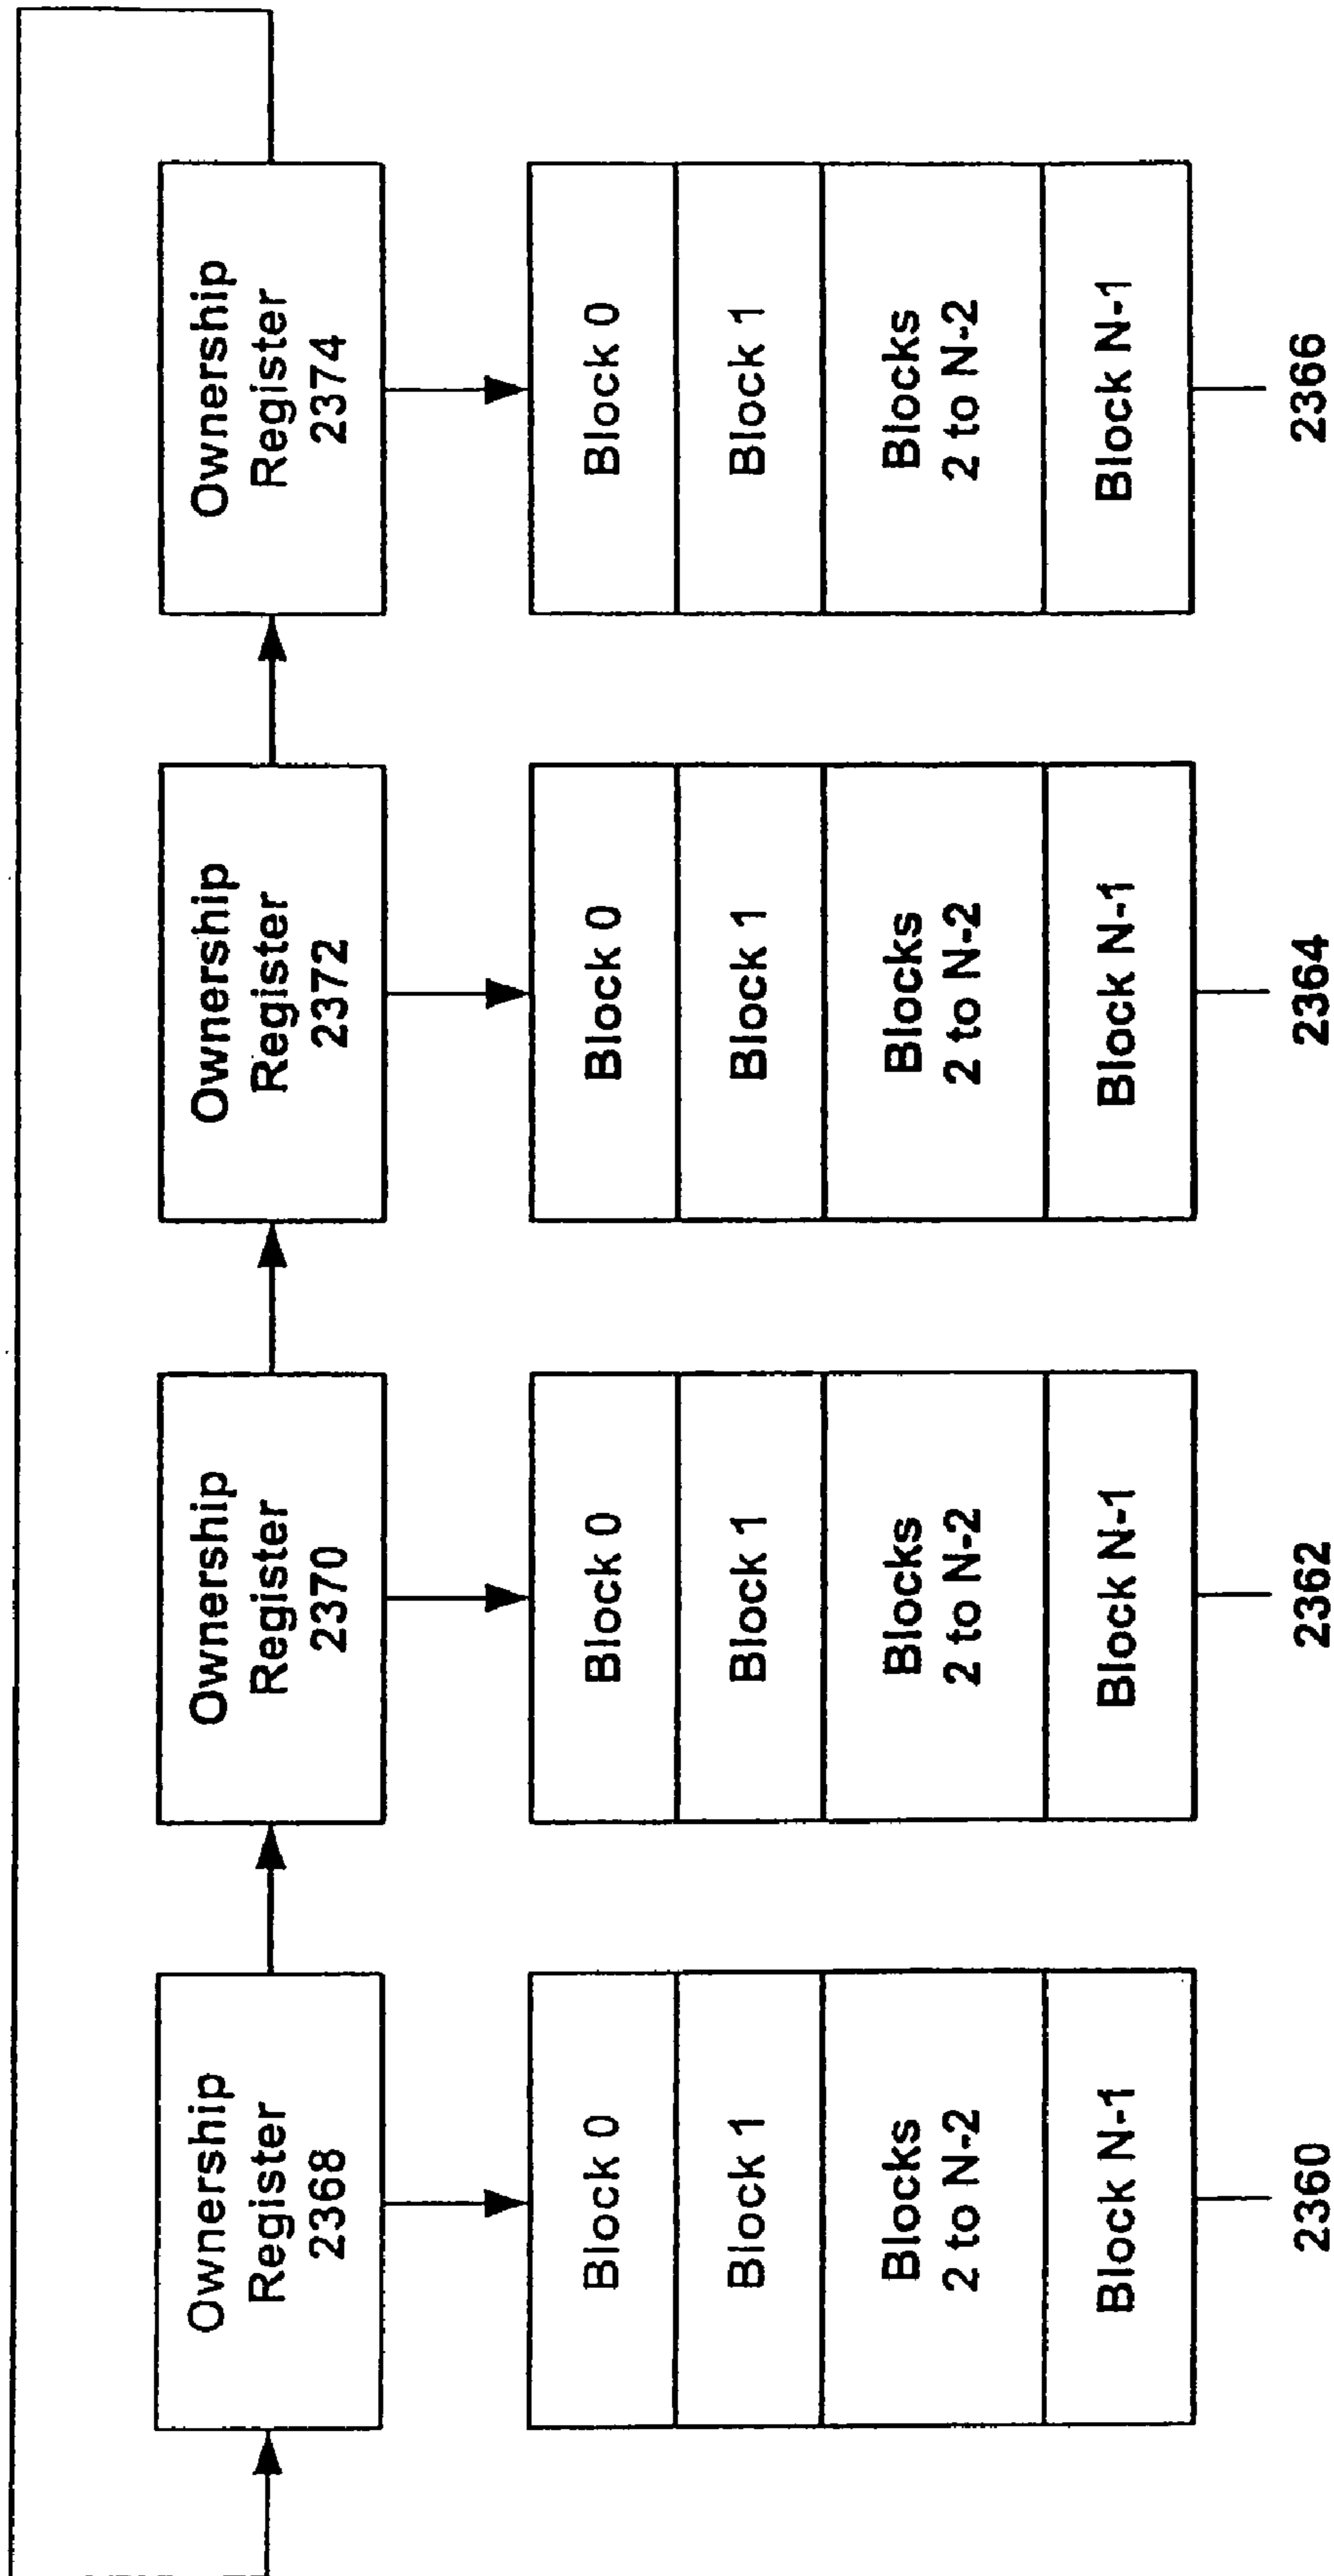 Ownership
Register
2368
Ownership
Register
2370
Ownership
Register
2372
Ownership
Register
2374
Block 0
Block 1
Blocks
2 to N-2
Block N-1
2360
Block 0
Block 1
Blocks
2 to N-2
Block N-1
2362
Block 0
Block 1
Blocks
2 to N-2
Block N-1
2364
Block 0
Block 1
Blocks
2 to N-2
Block N-1
2366